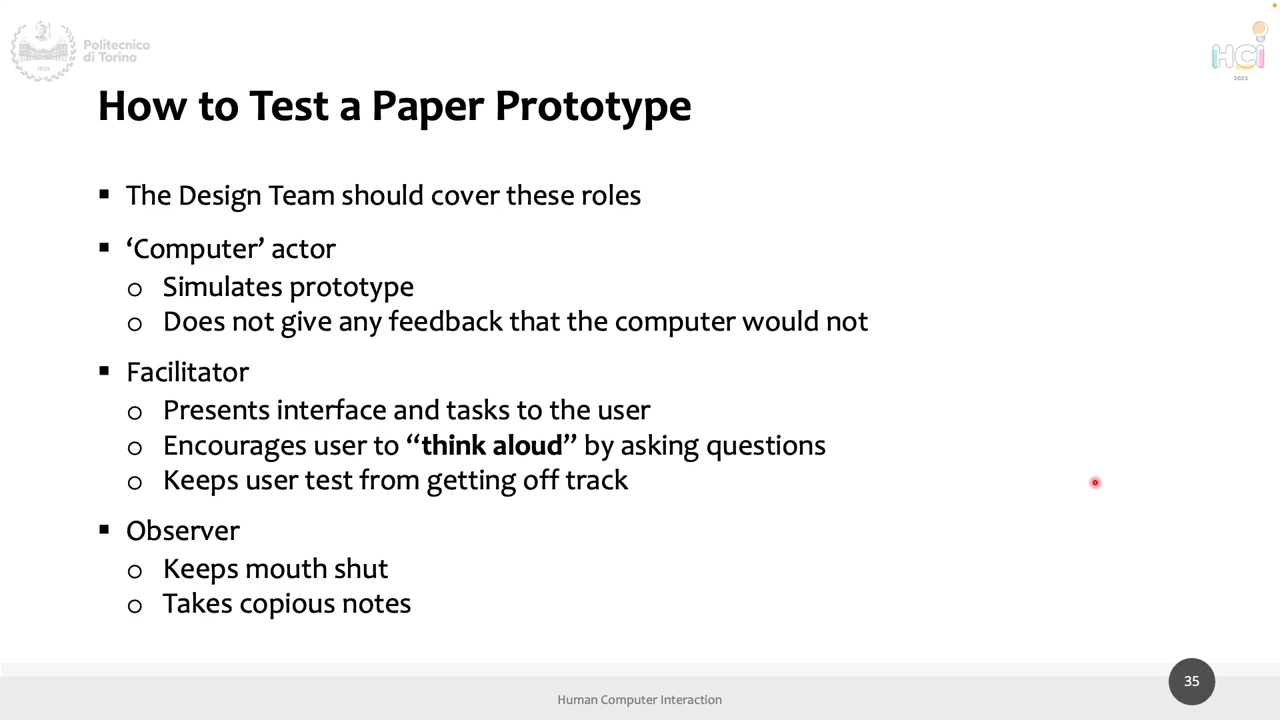 Politecnico
di Torino
1859
HCI
2023
How to Test a Paper Prototype
▪ The Design Team should cover these roles
▪ ‘Computer’ actor
o Simulates prototype
o Does not give any feedback that the computer would not
▪ Facilitator
o Presents interface and tasks to the user
o Encourages user to “think aloud” by asking questions
o Keeps user test from getting off track
▪ Observer
o Keeps mouth shut
o Takes copious notes
Human Computer Interaction
35